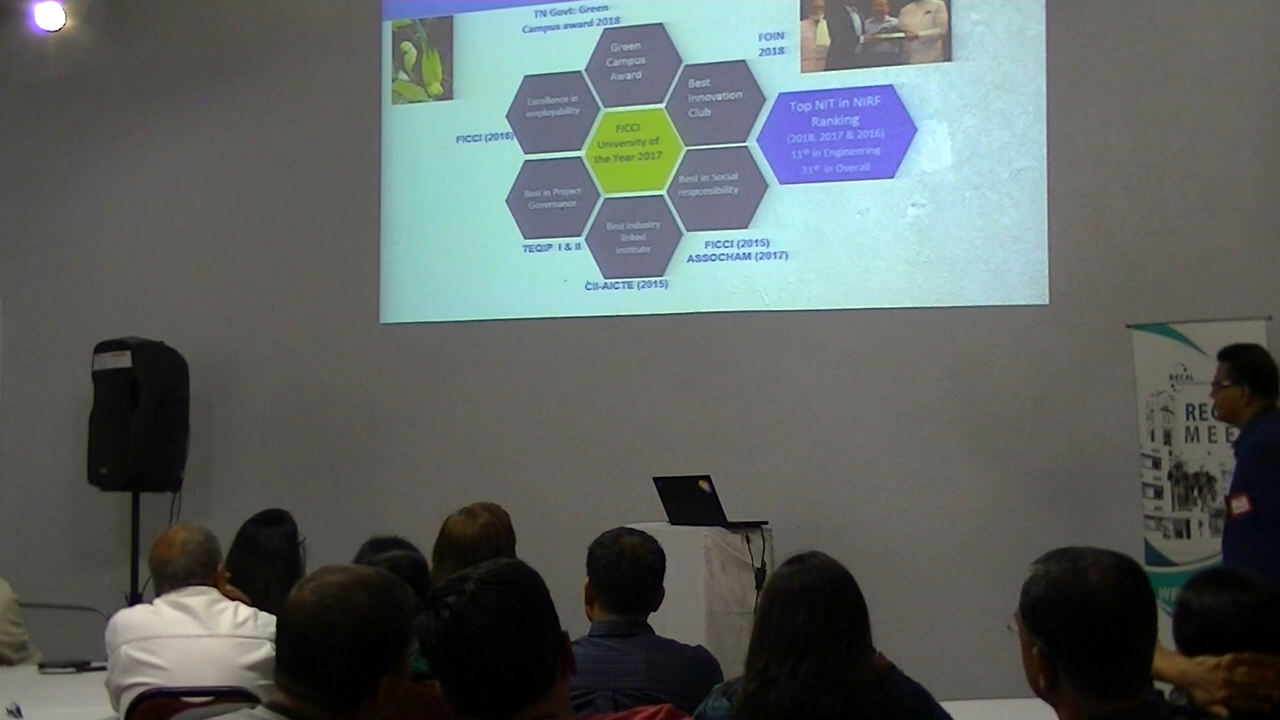 TN Govt: Green
Campus award 2018
FOIN
2018
Green
Campus
Award
Best
Innovation
Club
Excellence in
employability
Top NIT in NIRF
Ranking
(2018, 2017 & 2016)
11th in Engineering
31st in Overall
FICCI (2016)
FICCI
University of
the Year 2017
Best in Project
Governance
Best in Social
responsibility
Best industry
linked
institute
TEQIP I & II
FICCI (2015)
ASSOCHAM (2017)
CII-AICTE (2015)
RECAL
MEE